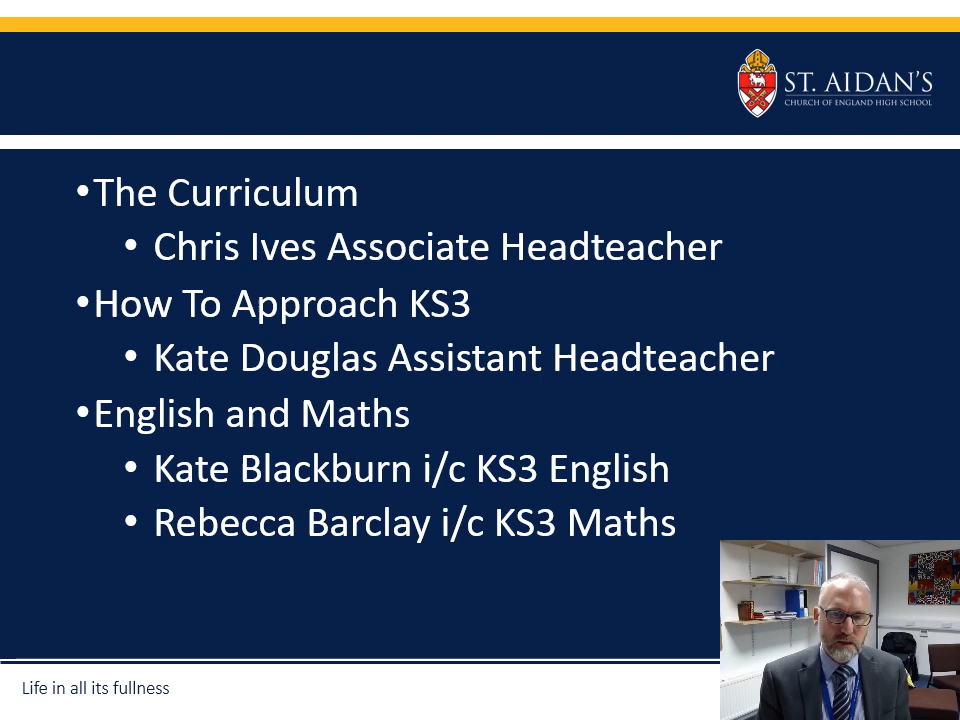 ST. AIDAN'S
CHURCH OF ENGLAND HIGH SCHOOL
•The Curriculum
• Chris Ives Associate Headteacher
•How To Approach KS3
• Kate Douglas Assistant Headteacher
•English and Maths
• Kate Blackburn i/c KS3 English
• Rebecca Barclay i/c KS3 Maths
Life in all its fullness